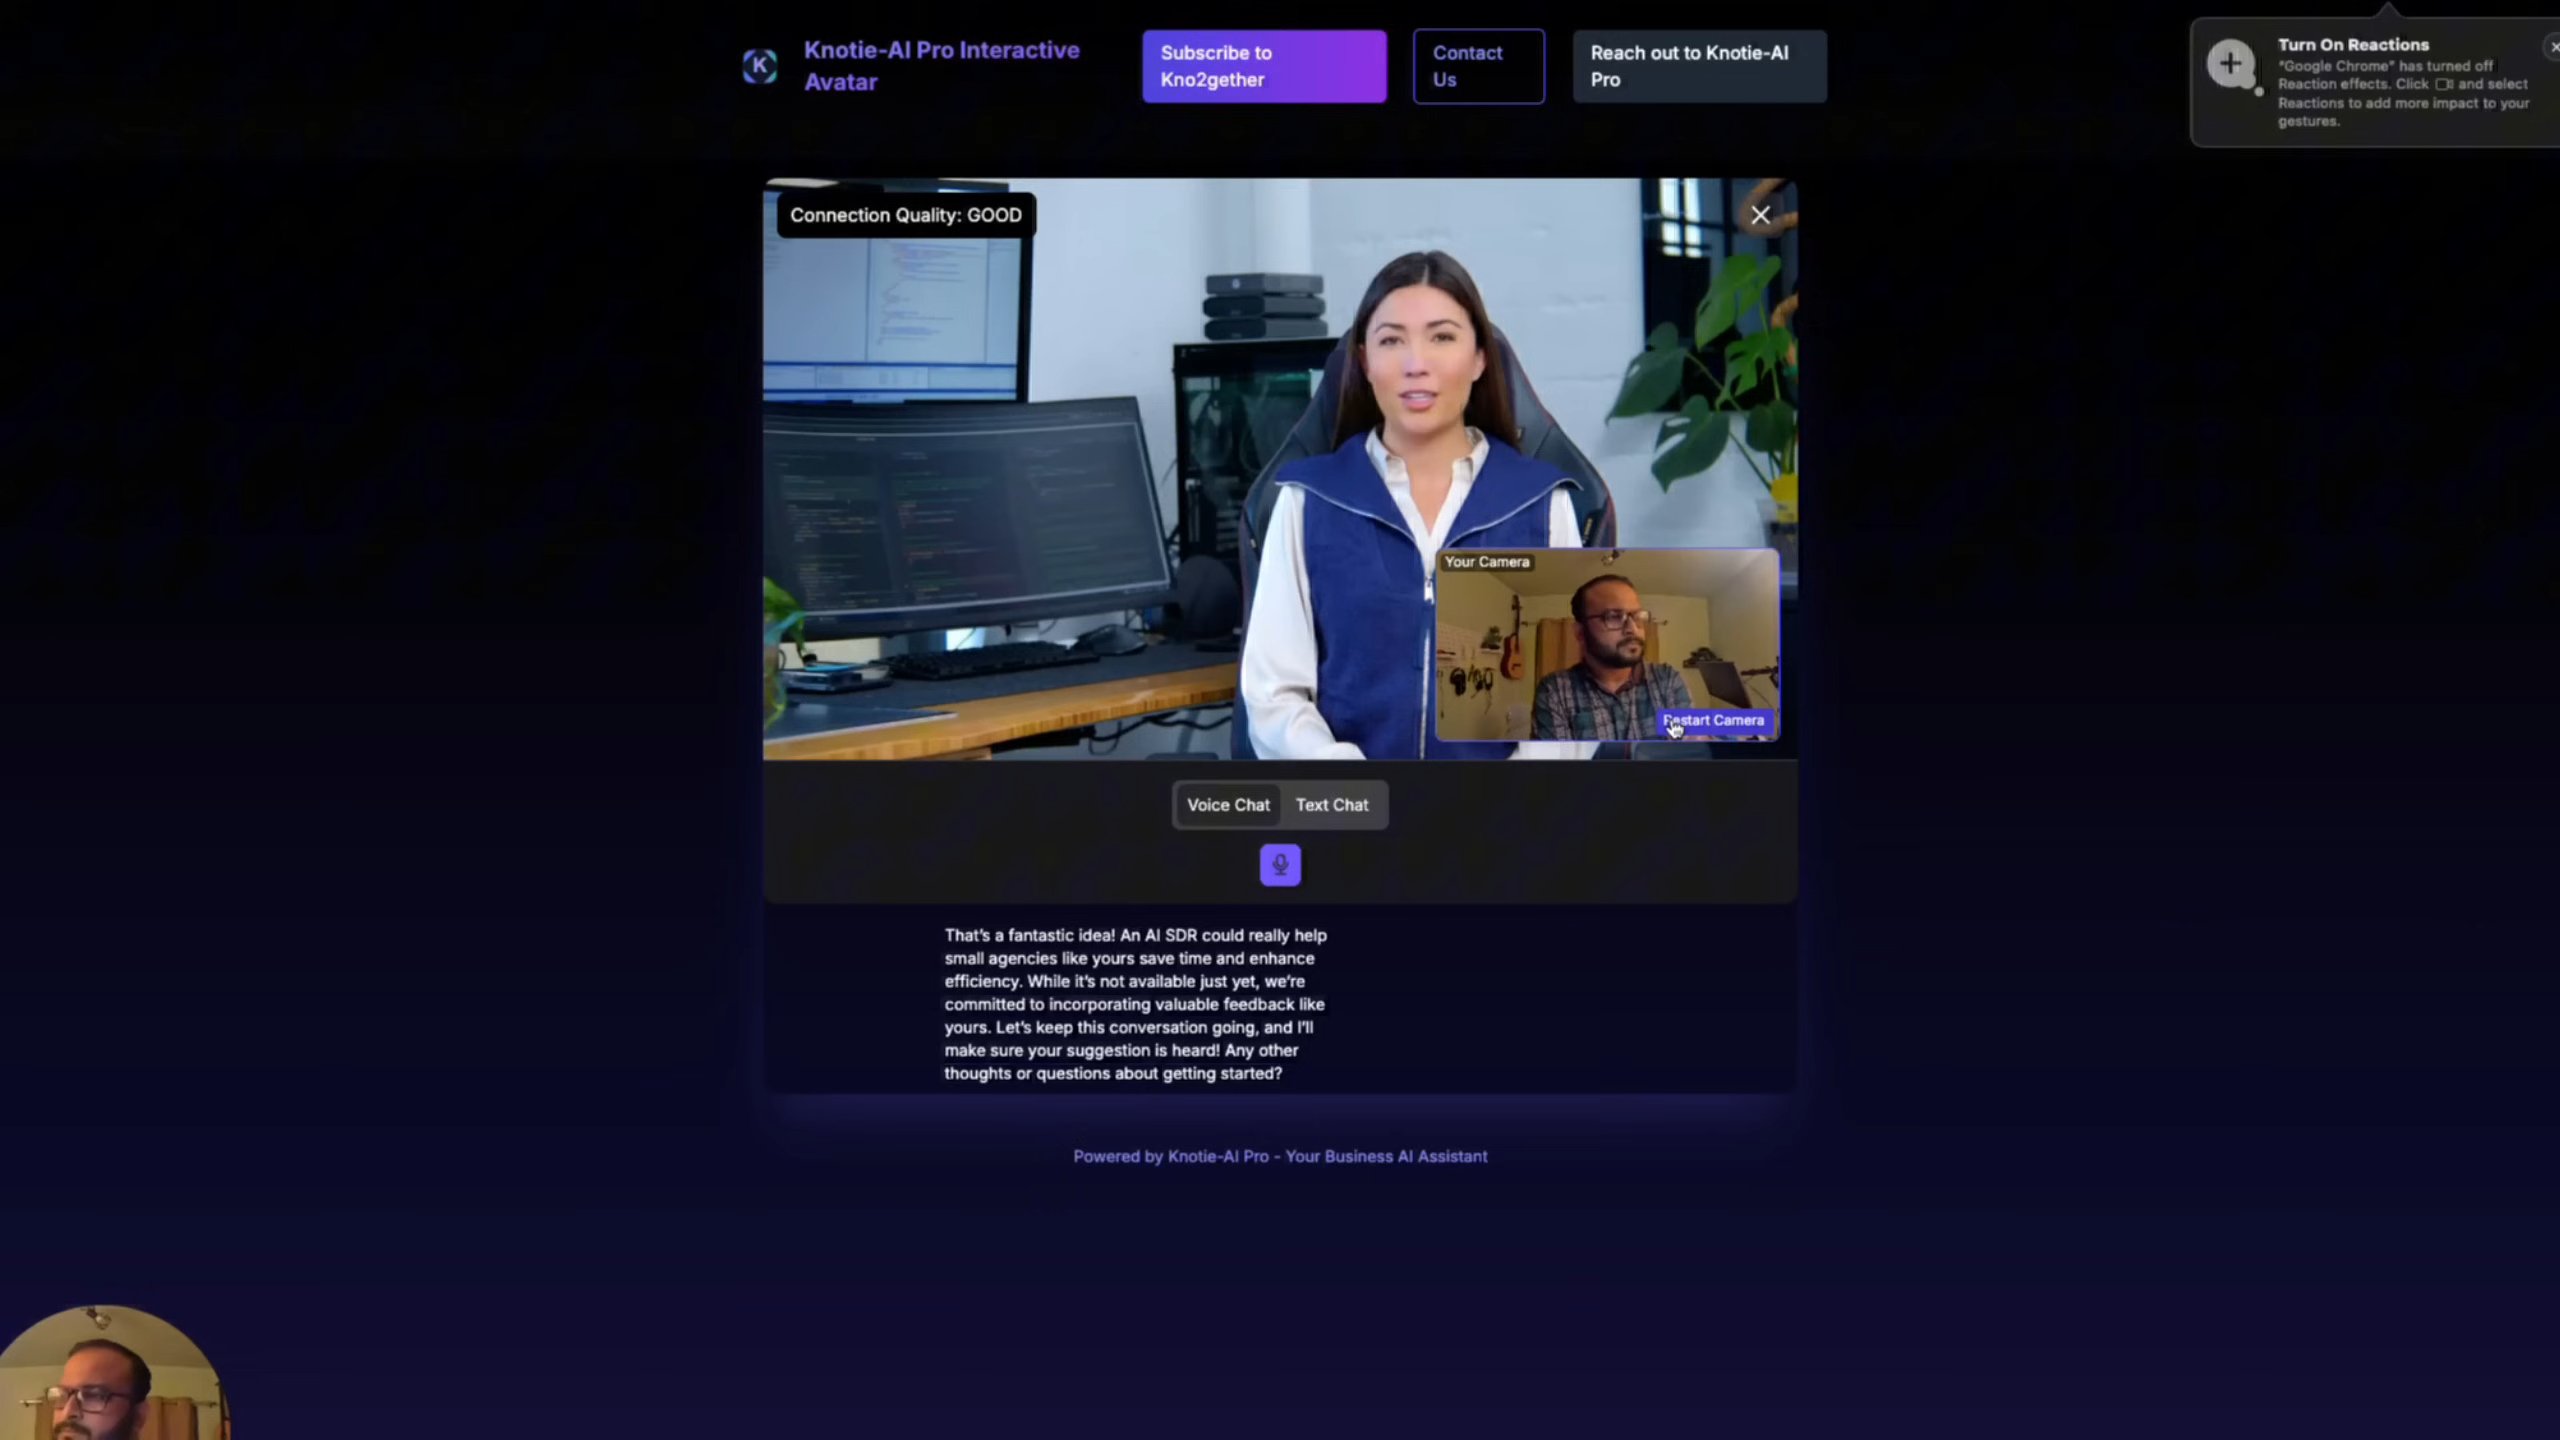 Knotie-AI Pro Interactive
Avatar
K
Subscribe to
Kno2gether
Contact
Us
Reach out to Knotie-AI
Pro
Turn On Reactions
"Google Chrome" has turned off
Reaction effects. Click and select
Reactions to add more impact to your
gestures.
Connection Quality: GOOD
Your Camera
Restart Camera
Voice Chat
Text Chat
That's a fantastic idea! An AI SDR could really help
small agencies like yours save time and enhance
efficiency. While it's not available just yet, we're
committed to incorporating valuable feedback like
yours. Let's keep this conversation going, and I'll
make sure your suggestion is heard! Any other
thoughts or questions about getting started?
Powered by Knotie-AI Pro - Your Business AI Assistant